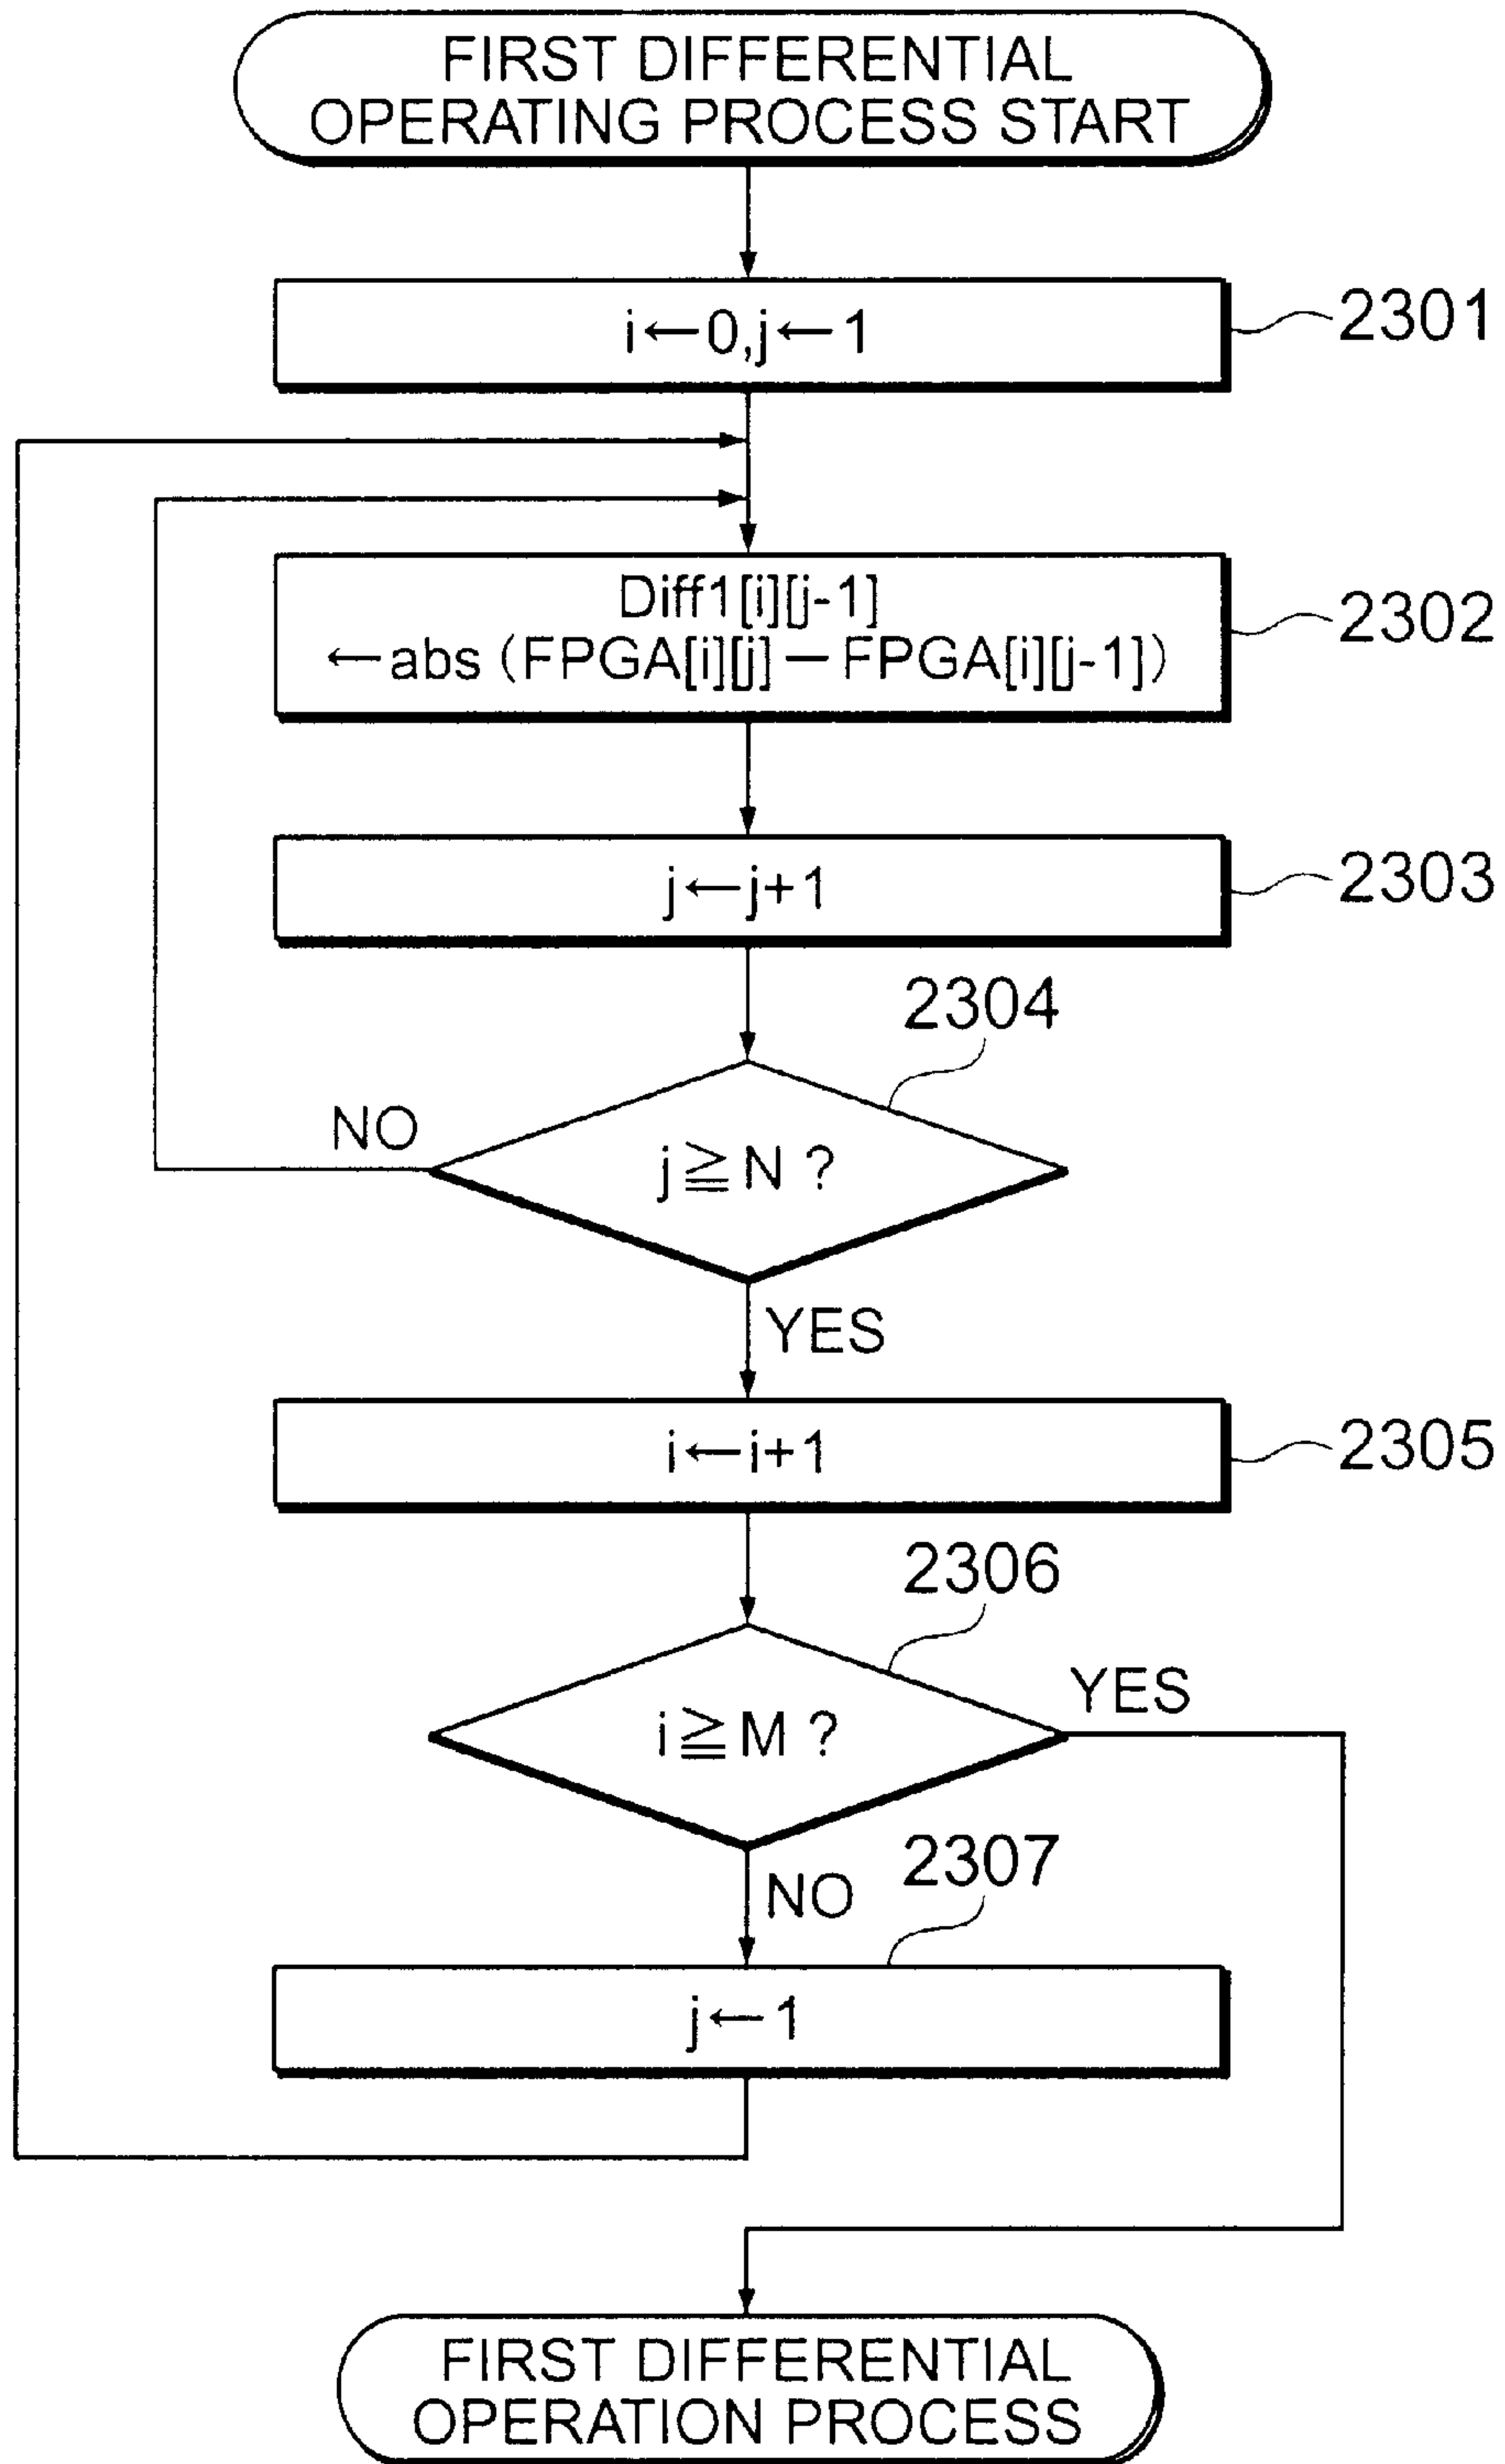 FIRST DIFFERENTIAL
OPERATING PROCESS START
i←0,j←1
2301
Diff1[i][j-1]
←abs (FPGA[i][j] — FPGA[i][j-1])
2302
j←j+1
2303
2304
j≧N ?
NO
YES
i←i+1
2305
2306
i≧M ?
YES
NO
2307
j←1
FIRST DIFFERENTIAL
OPERATION PROCESS